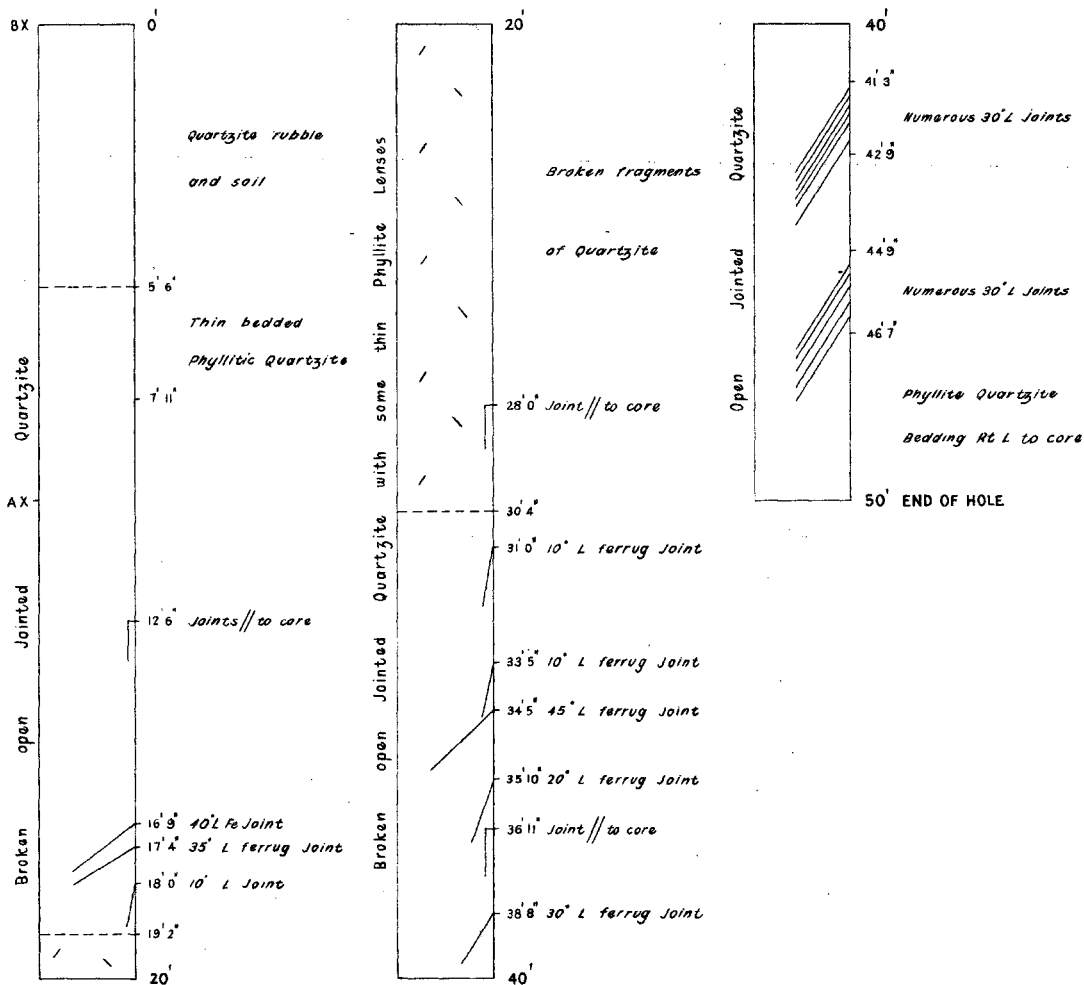 BX
0'
Quartzite rubble
and soil
5' 6"
Thin bedded
Phyllitic Quartzite
7' 11"
AX
12' 6" Joints // to core
16' 9" 40° L Fe Joint
17' 4" 35° L ferrug Joint
18' 0" 10° L Joint
19' 2"
20'
Broken open Jointed Quartzite
20'
Broken fragments
of Quartzite
28' 0" Joint // to core
30' 4"
31' 0" 10° L ferrug Joint
33' 5" 10° L ferrug Joint
34' 5" 45° L ferrug Joint
35' 10" 20° L ferrug Joint
36' 11" Joint // to core
38' 8" 30° L ferrug Joint
40'
Broken open Jointed Quartzite with some thin Phyllite Lenses
40'
41' 3"
Numerous 30° L Joints
42' 9"
44' 9"
Numerous 30° L Joints
46' 7"
Phyllite Quartzite
Bedding Rt L to core
50' END OF HOLE
Open Jointed Quartzite